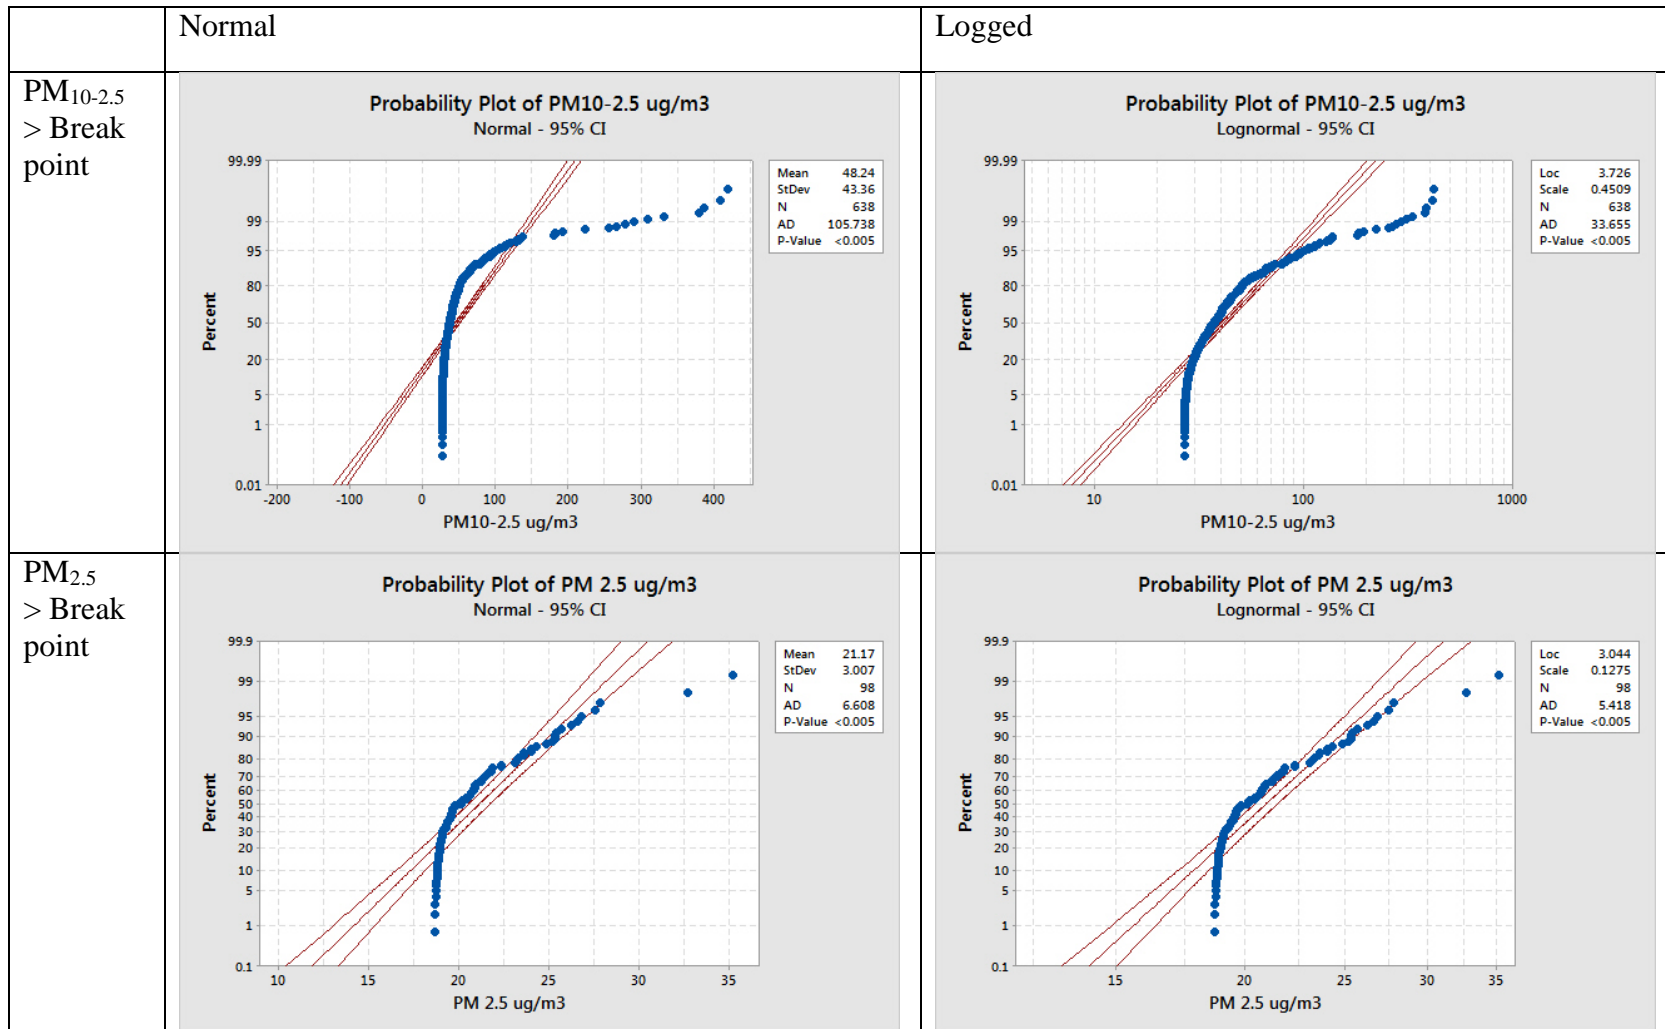 Normal
Logged
PM10-2.5
> Break
point
Probability Plot of PM10-2.5 ug/m3
Normal - 95% CI
99.99
99
95
80
50
20
5
1
0.01
Percent
-200
-100
0
100
200
300
400
PM10-2.5 ug/m3
Mean 48.24
StDev 43.36
N 638
AD 105.738
P-Value <0.005
Probability Plot of PM10-2.5 ug/m3
Lognormal - 95% CI
99.99
99
95
80
50
20
5
1
0.01
Percent
10
100
1000
PM10-2.5 ug/m3
Loc 3.726
Scale 0.4509
N 638
AD 33.655
P-Value <0.005
PM2.5
> Break
point
Probability Plot of PM 2.5 ug/m3
Normal - 95% CI
99.9
99
95
90
80
70
60
50
40
30
20
10
5
1
0.1
Percent
10
15
20
25
30
35
PM 2.5 ug/m3
Mean 21.17
StDev 3.007
N 98
AD 6.608
P-Value <0.005
Probability Plot of PM 2.5 ug/m3
Lognormal - 95% CI
99.9
99
95
90
80
70
60
50
40
30
20
10
5
1
0.1
Percent
15
20
25
30
35
PM 2.5 ug/m3
Loc 3.044
Scale 0.1275
N 98
AD 5.418
P-Value <0.005